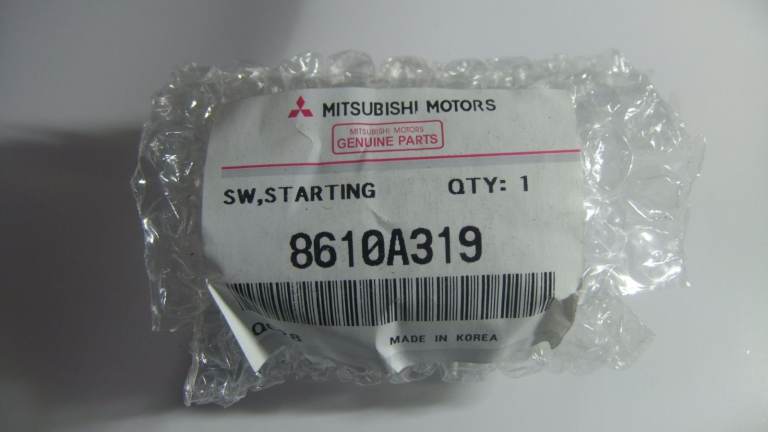 MITSUBISHI MOTORS
MITSUBISHI MOTORS
GENUINE PARTS
SW,STARTING QTY: 1
8610A319
MADE IN KOREA